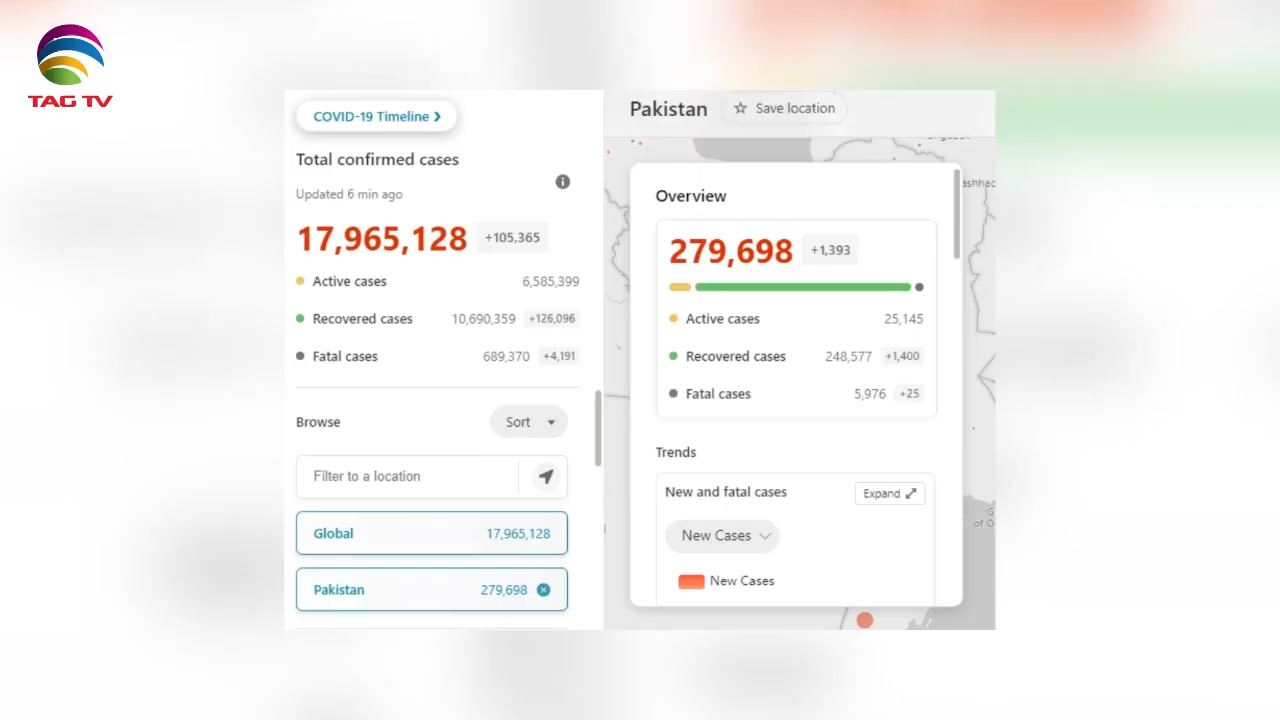 TAG TV
COVID-19 Timeline
Total confirmed cases
Updated 6 min ago
17,965,128 +105,365
Active cases 6,585,399
Recovered cases 10,690,359 +126,096
Fatal cases 689,370 +4,191
Browse Sort
Filter to a location
Global 17,965,128
Pakistan 279,698
Pakistan Save location
Overview
279,698 +1,393
Active cases 25,145
Recovered cases 248,577 +1,400
Fatal cases 5,976 +25
Trends
New and fatal cases Expand
New Cases
New Cases
ashhac
G
of O